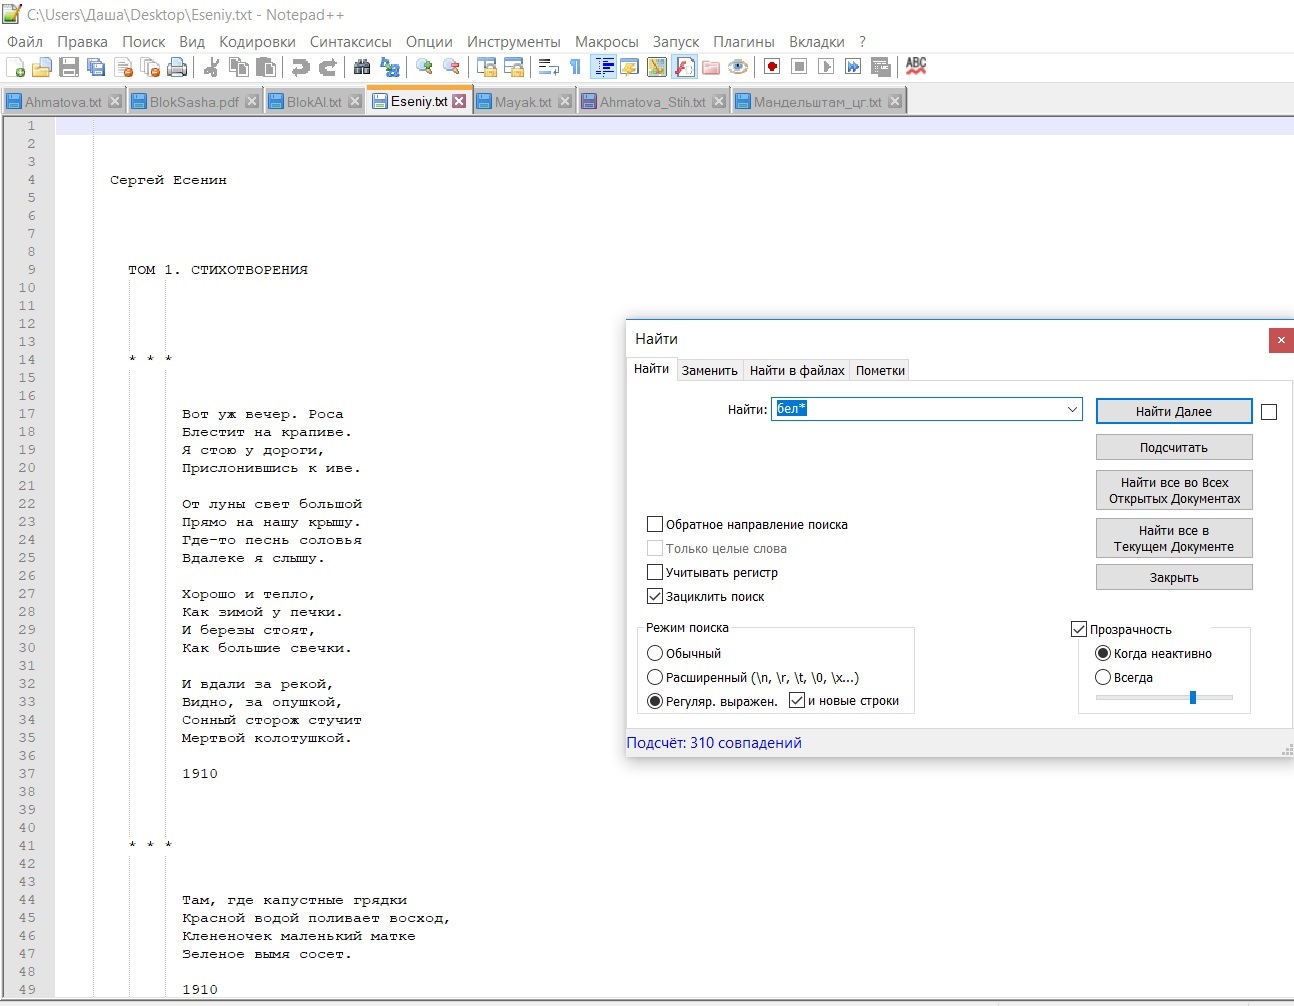 C:\Users\Даша\Desktop\Eseniy.txt - Notepad++
Файл Правка Поиск Вид Кодировки Синтаксисы Опции Инструменты Макросы Запуск Плагины Вкладки ?
ABC
Ahmatova.txt BlokSasha.pdf BlokAl.txt Eseniy.txt Mayak.txt Ahmatova_Stih.txt Мандельштам_цг.txt
1
2
3
4 Сергей Есенин
5
6
7
8
9 ТОМ 1. СТИХОТВОРЕНИЯ
10
11
12
13
14 * * *
15
16
17 Вот уж вечер. Роса
18 Блестит на крапиве.
19 Я стою у дороги,
20 Прислонившись к иве.
21
22 От луны свет большой
23 Прямо на нашу крышу.
24 Где-то песнь соловья
25 Вдалеке я слышу.
26
27 Хорошо и тепло,
28 Как зимой у печки.
29 И березы стоят,
30 Как большие свечки.
31
32 И вдали за рекой,
33 Видно, за опушкой,
34 Сонный сторож стучит
35 Мертвой колотушкой.
36
37 1910
38
39
40
41 * * *
42
43
44 Там, где капустные грядки
45 Красной водой поливает восход,
46 Клененочек маленький матке
47 Зеленое вымя сосет.
48
49 1910
Найти
Найти Заменить Найти в файлах Пометки
Найти: бел*
Найти Далее
Подсчитать
Найти все во Всех
Открытых Документах
Найти все в
Текущем Документе
Закрыть
Обратное направление поиска
Только целые слова
Учитывать регистр
Зациклить поиск
Режим поиска
Обычный
Расширенный (\n, \r, \t, \0, \x...)
Регуляр. выражен. и новые строки
Прозрачность
Когда неактивно
Всегда
Подсчёт: 310 совпадений